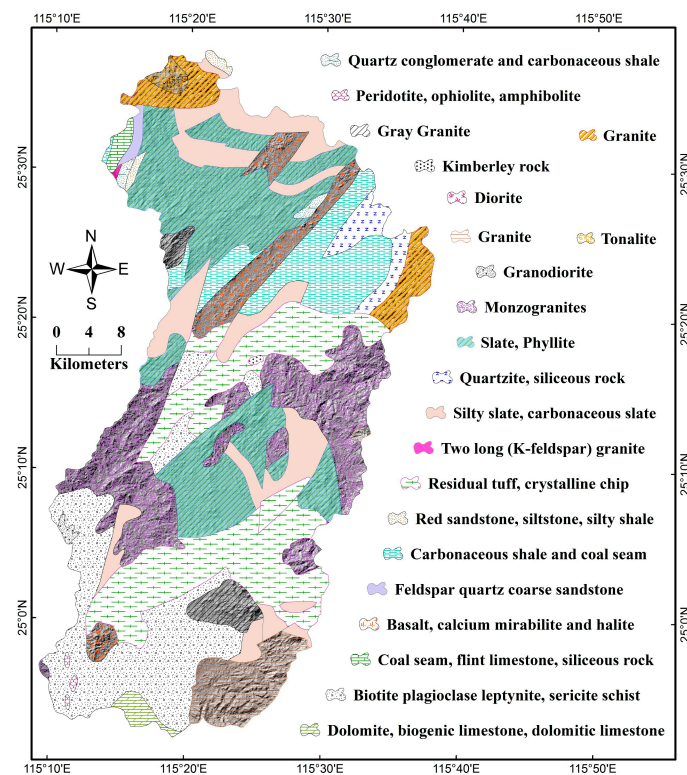 115°10'E 115°20'E 115°30'E 115°40'E 115°50'E
Quartz conglomerate and carbonaceous shale
Peridotite, ophiolite, amphibolite
Gray Granite
Granite
25°30'N
25°30'N
Kimberley rock
Diorite
Granite
Tonalite
N
W E
S
Granodiorite
Monzogranites
25°20'N
25°20'N
0 4 8
Kilometers
Slate, Phyllite
Quartzite, siliceous rock
Silty slate, carbonaceous slate
Two long (K-feldspar) granite
25°10'N
25°10'N
Residual tuff, crystalline chip
Red sandstone, siltstone, silty shale
Carbonaceous shale and coal seam
Feldspar quartz coarse sandstone
25°0'N
25°0'N
Basalt, calcium mirabilite and halite
Coal seam, flint limestone, siliceous rock
Biotite plagioclase leptynite, sericite schist
Dolomite, biogenic limestone, dolomitic limestone
115°10'E 115°20'E 115°30'E 115°40'E 115°50'E